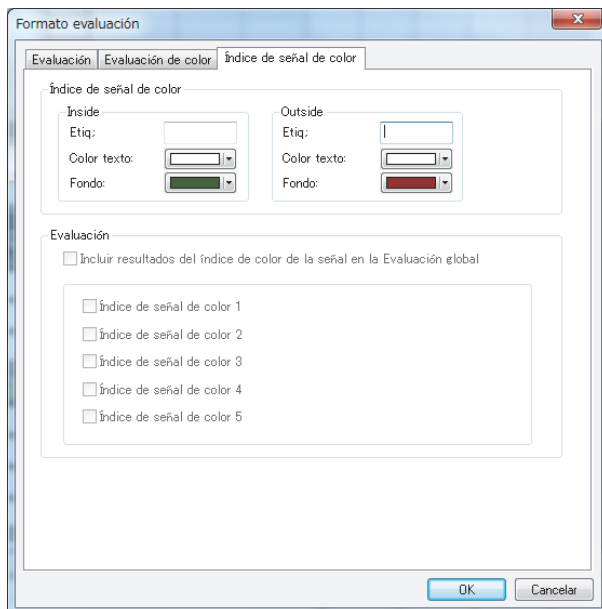 Formato evaluación
Evaluación Evaluación de color Índice de señal de color
Índice de señal de color
Inside Outside
Etiq.: Etiq.:
Color texto: Color texto:
Fondo: Fondo:
Evaluación
Incluir resultados del índice de color de la señal en la Evaluación global
Índice de señal de color 1
Índice de señal de color 2
Índice de señal de color 3
Índice de señal de color 4
Índice de señal de color 5
OK Cancelar